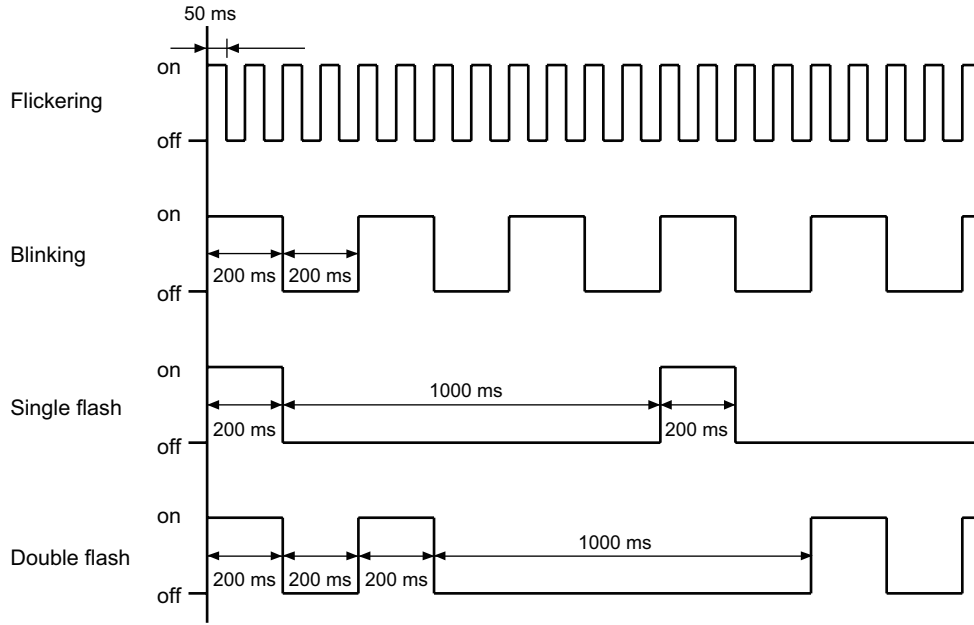 50 ms
on
Flickering
off
on
Blinking
200 ms 200 ms
off
on
1000 ms
Single flash
200 ms 200 ms
off
on
1000 ms
Double flash
200 ms 200 ms 200 ms
off